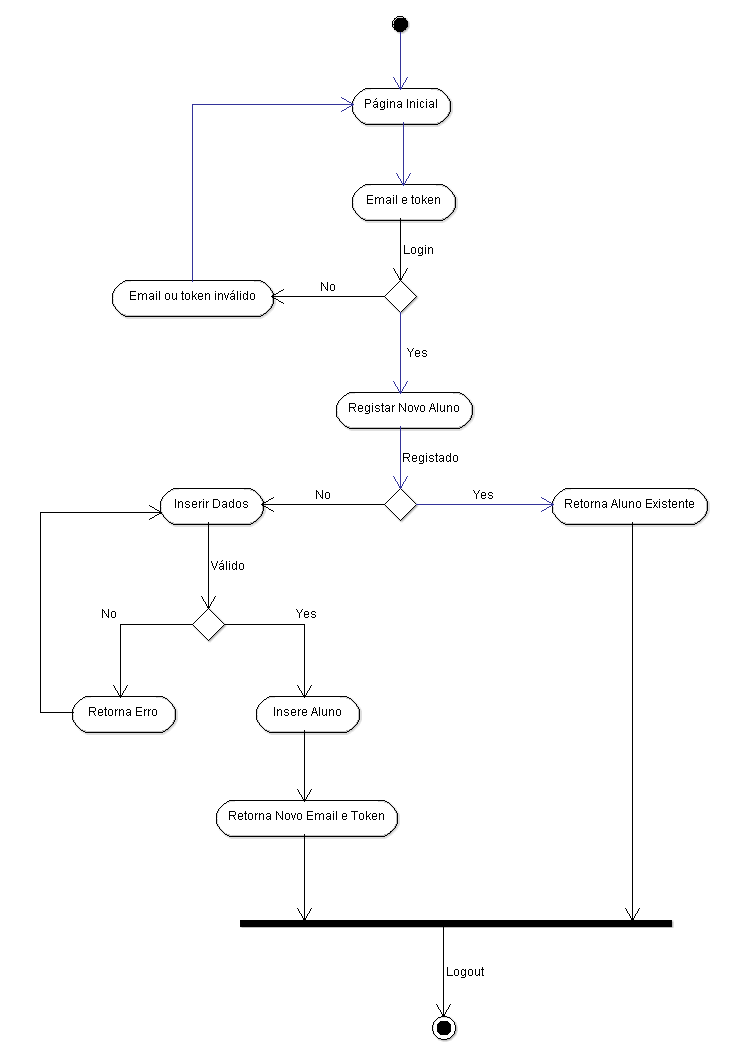 Página Inicial
Email e token
Login
Email ou token inválido
No
Yes
Registar Novo Aluno
Registado
Inserir Dados
No
Yes
Retorna Aluno Existente
Válido
No
Yes
Retorna Erro
Insere Aluno
Retorna Novo Email e Token
Logout